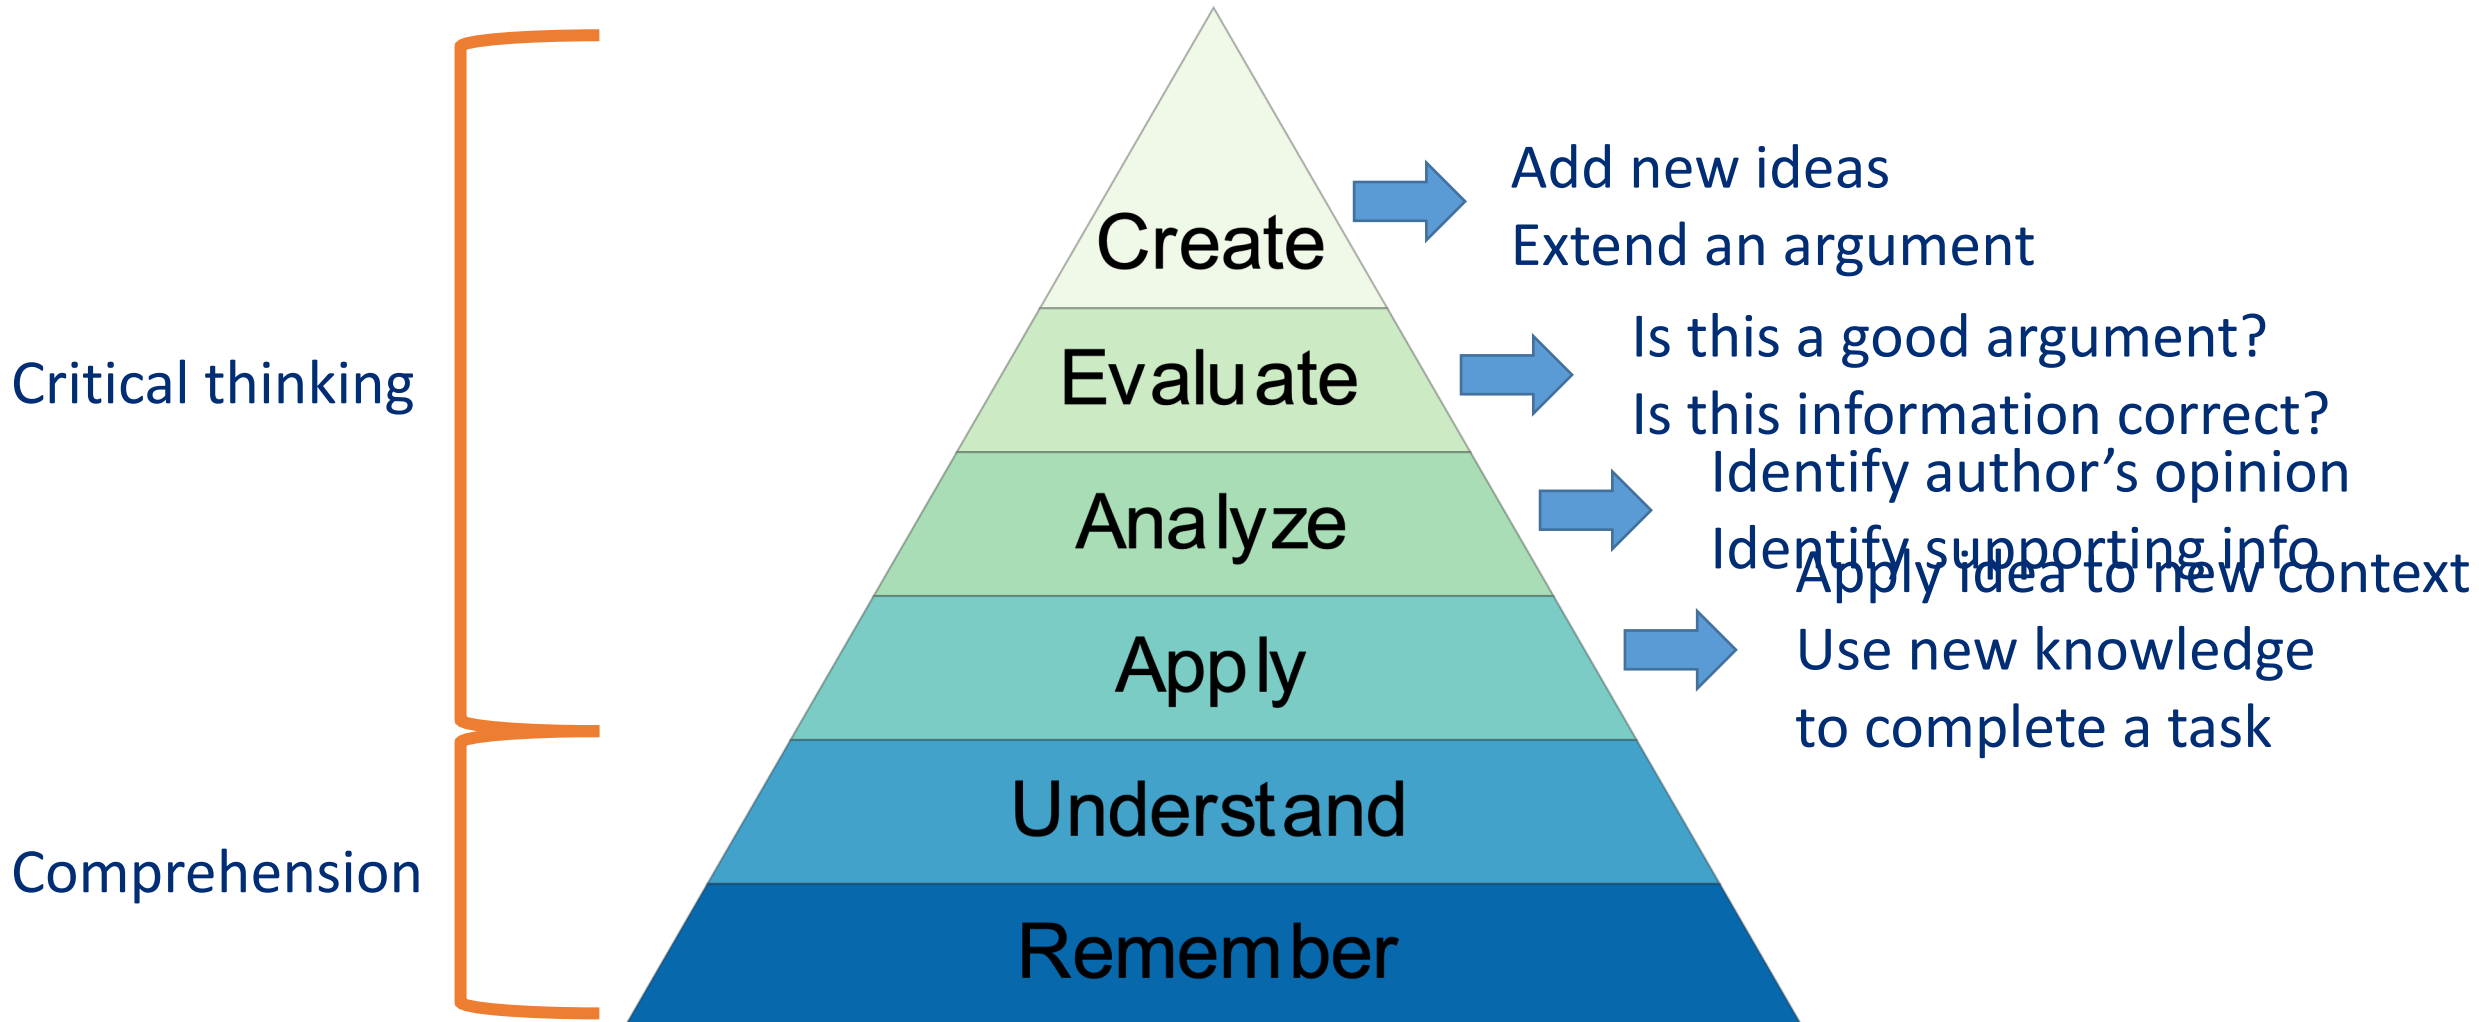 Critical thinking
Comprehension
Create
Evaluate
Analyze
Apply
Understand
Remember
Add new ideas
Extend an argument
Is this a good argument?
Is this information correct?
Identify author’s opinion
Identify supporting info
Apply idea to new context
Use new knowledge
to complete a task